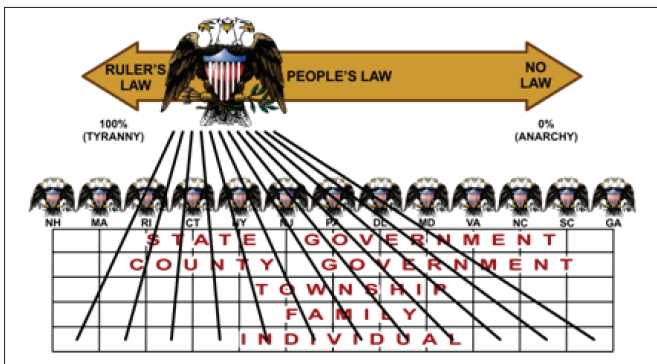 RULER'S LAW
PEOPLE'S LAW
NO LAW
100% (TYRANNY)
0% (ANARCHY)
NH MA RI CT NY NJ PA DL MD VA NC SC GA
STATE GOVERNMENT
COUNTY GOVERNMENT
TOWNSHIP
FAMILY
INDIVIDUAL